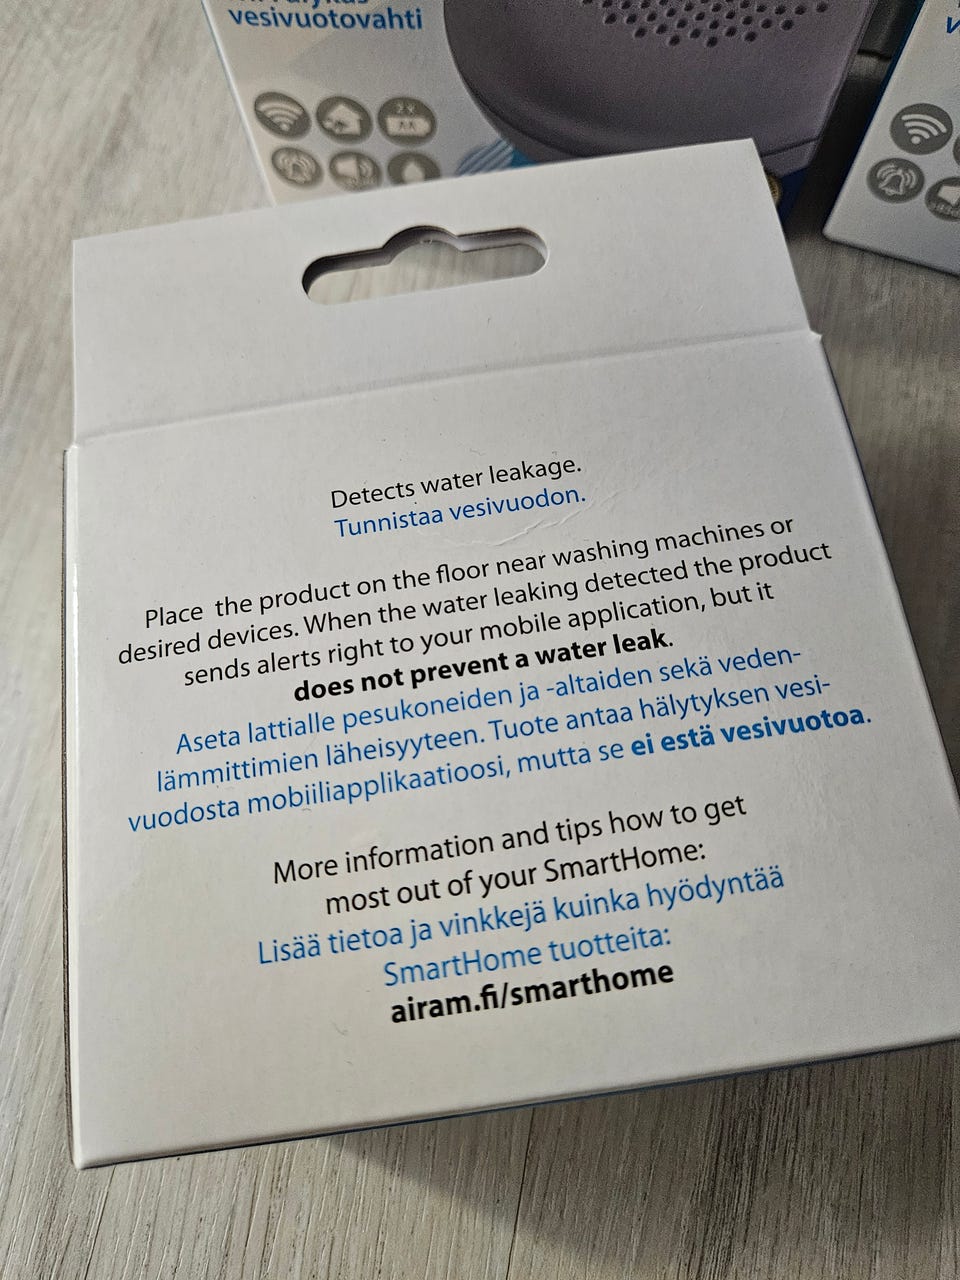 vesivuotovahti
Detects water leakage.
Tunnistaa vesivuodon.
Place the product on the floor near washing machines or
desired devices. When the water leaking detected the product
sends alerts right to your mobile application, but it
does not prevent a water leak.
Aseta lattialle pesukoneiden ja -altaiden sekä veden-
lämmittimien läheisyyteen. Tuote antaa hälytyksen vesi-
vuodosta mobiiliapplikaatioosi, mutta se ei estä vesivuotoa.
More information and tips how to get
most out of your SmartHome:
Lisää tietoa ja vinkkejä kuinka hyödyntää
SmartHome tuotteita:
airam.fi/smarthome